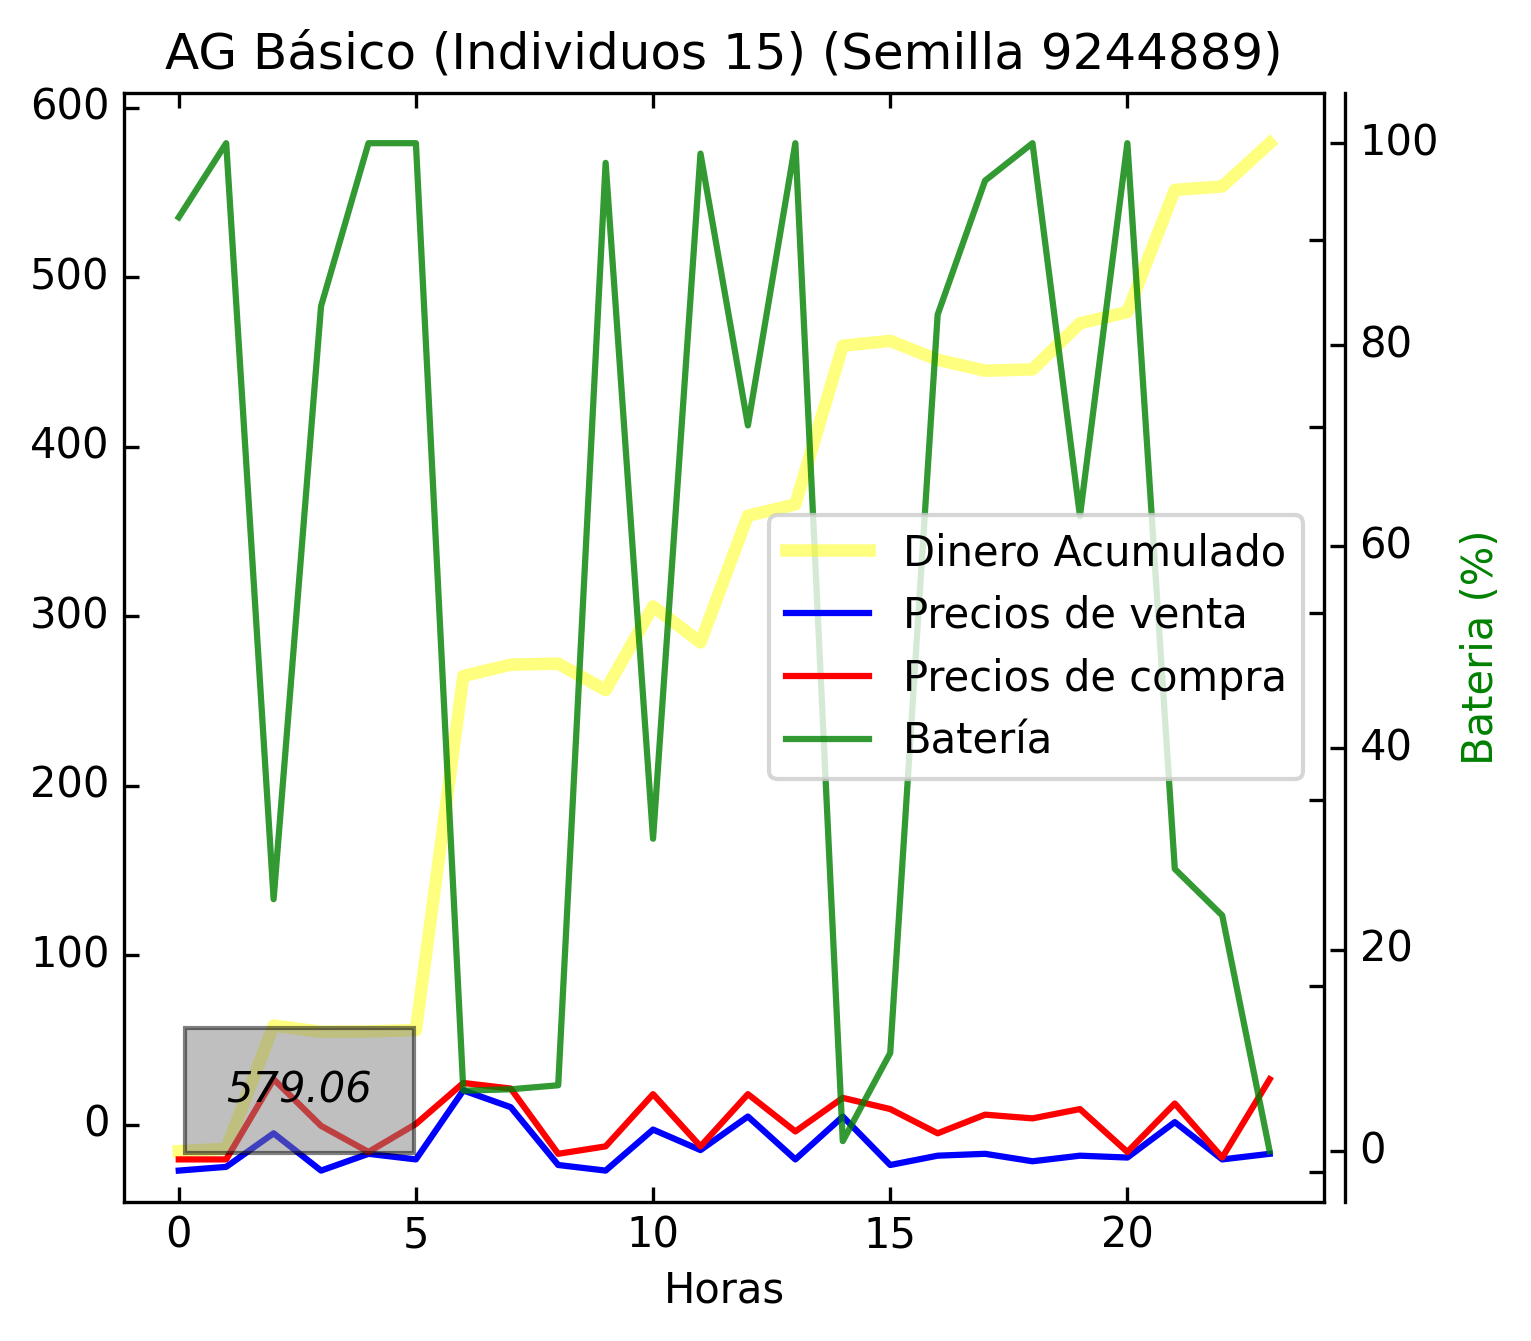 AG Básico (Individuos 15) (Semilla 9244889)
600
500
400
300
200
100
0
100
80
60
40
20
0
Bateria (%)
Dinero Acumulado
Precios de venta
Precios de compra
Batería
579.06
0 5 10 15 20
Horas